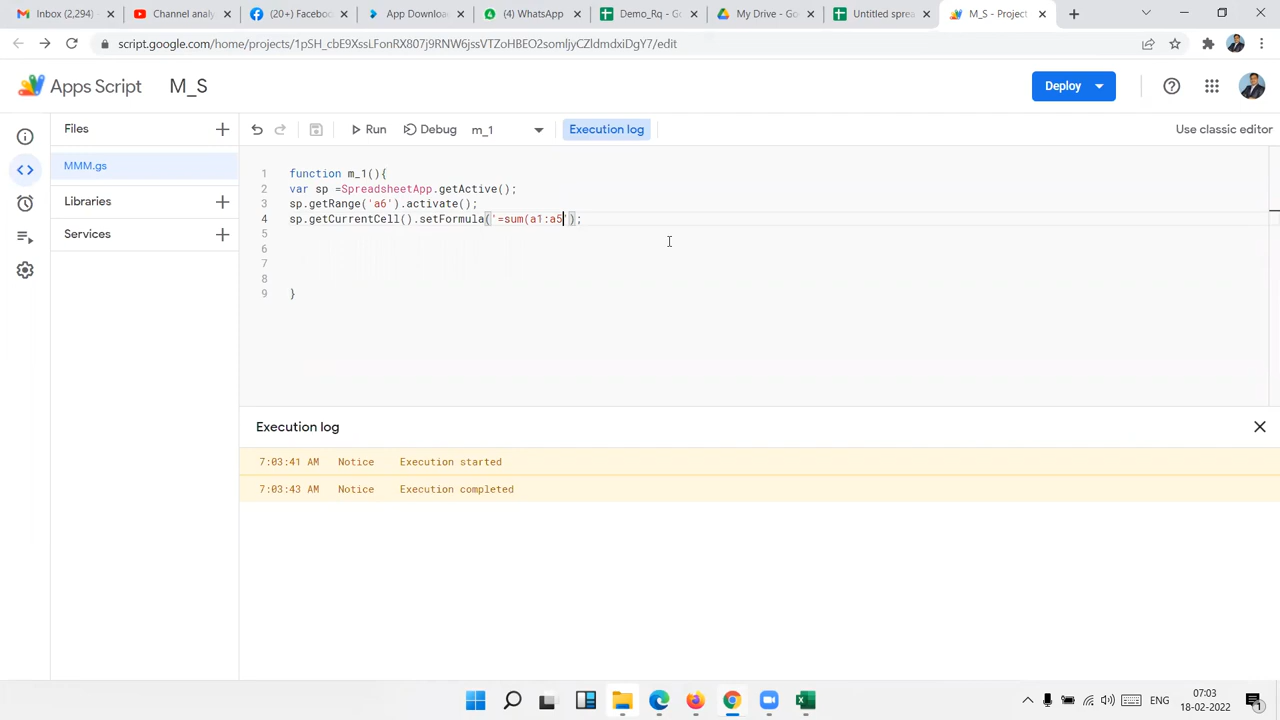 Inbox (2,294)
Channel analy
(20+) Facebo
App Downloa
(4) WhatsApp
Demo_Rq - Go
My Drive - Goo
Untitled sprea
M_S - Project
script.google.com/home/projects/1pSH_cbE9XssLFonRX807j9RNW6jssVTZoHBEO2somljyCZldmdxiDgY7/edit
Apps Script
M_S
Deploy
Files
MMM.gs
Libraries
Services
Run
Debug
m_1
Execution log
Use classic editor
1 function m_1(){
2 var sp =SpreadsheetApp.getActive();
3 sp.getRange('a6').activate();
4 sp.getCurrentCell().setFormula('=sum(a1:a5');
5
6
7
8
9 }
Execution log
7:03:41 AM Notice Execution started
7:03:43 AM Notice Execution completed
ENG
07:03
18-02-2022
1